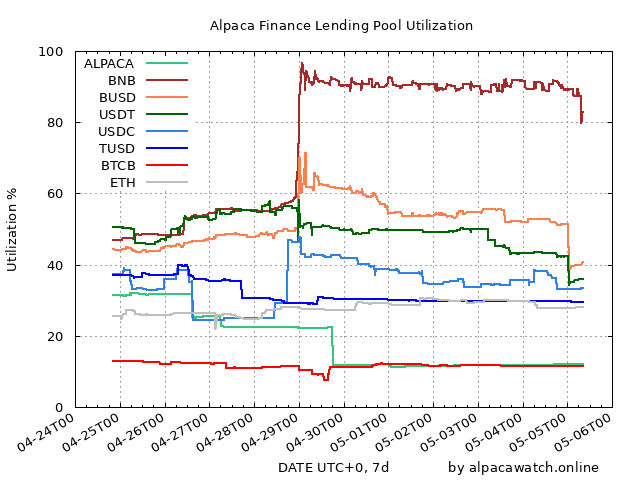 Alpaca Finance Lending Pool Utilization
Utilization %
100
80
60
40
20
0
ALPACA
BNB
BUSD
USDT
USDC
TUSD
BTCB
ETH
04-24T00
04-25T00
04-26T00
04-27T00
04-28T00
04-29T00
04-30T00
05-01T00
05-02T00
05-03T00
05-04T00
05-05T00
05-06T00
DATE UTC+0, 7d
by alpacawatch.online